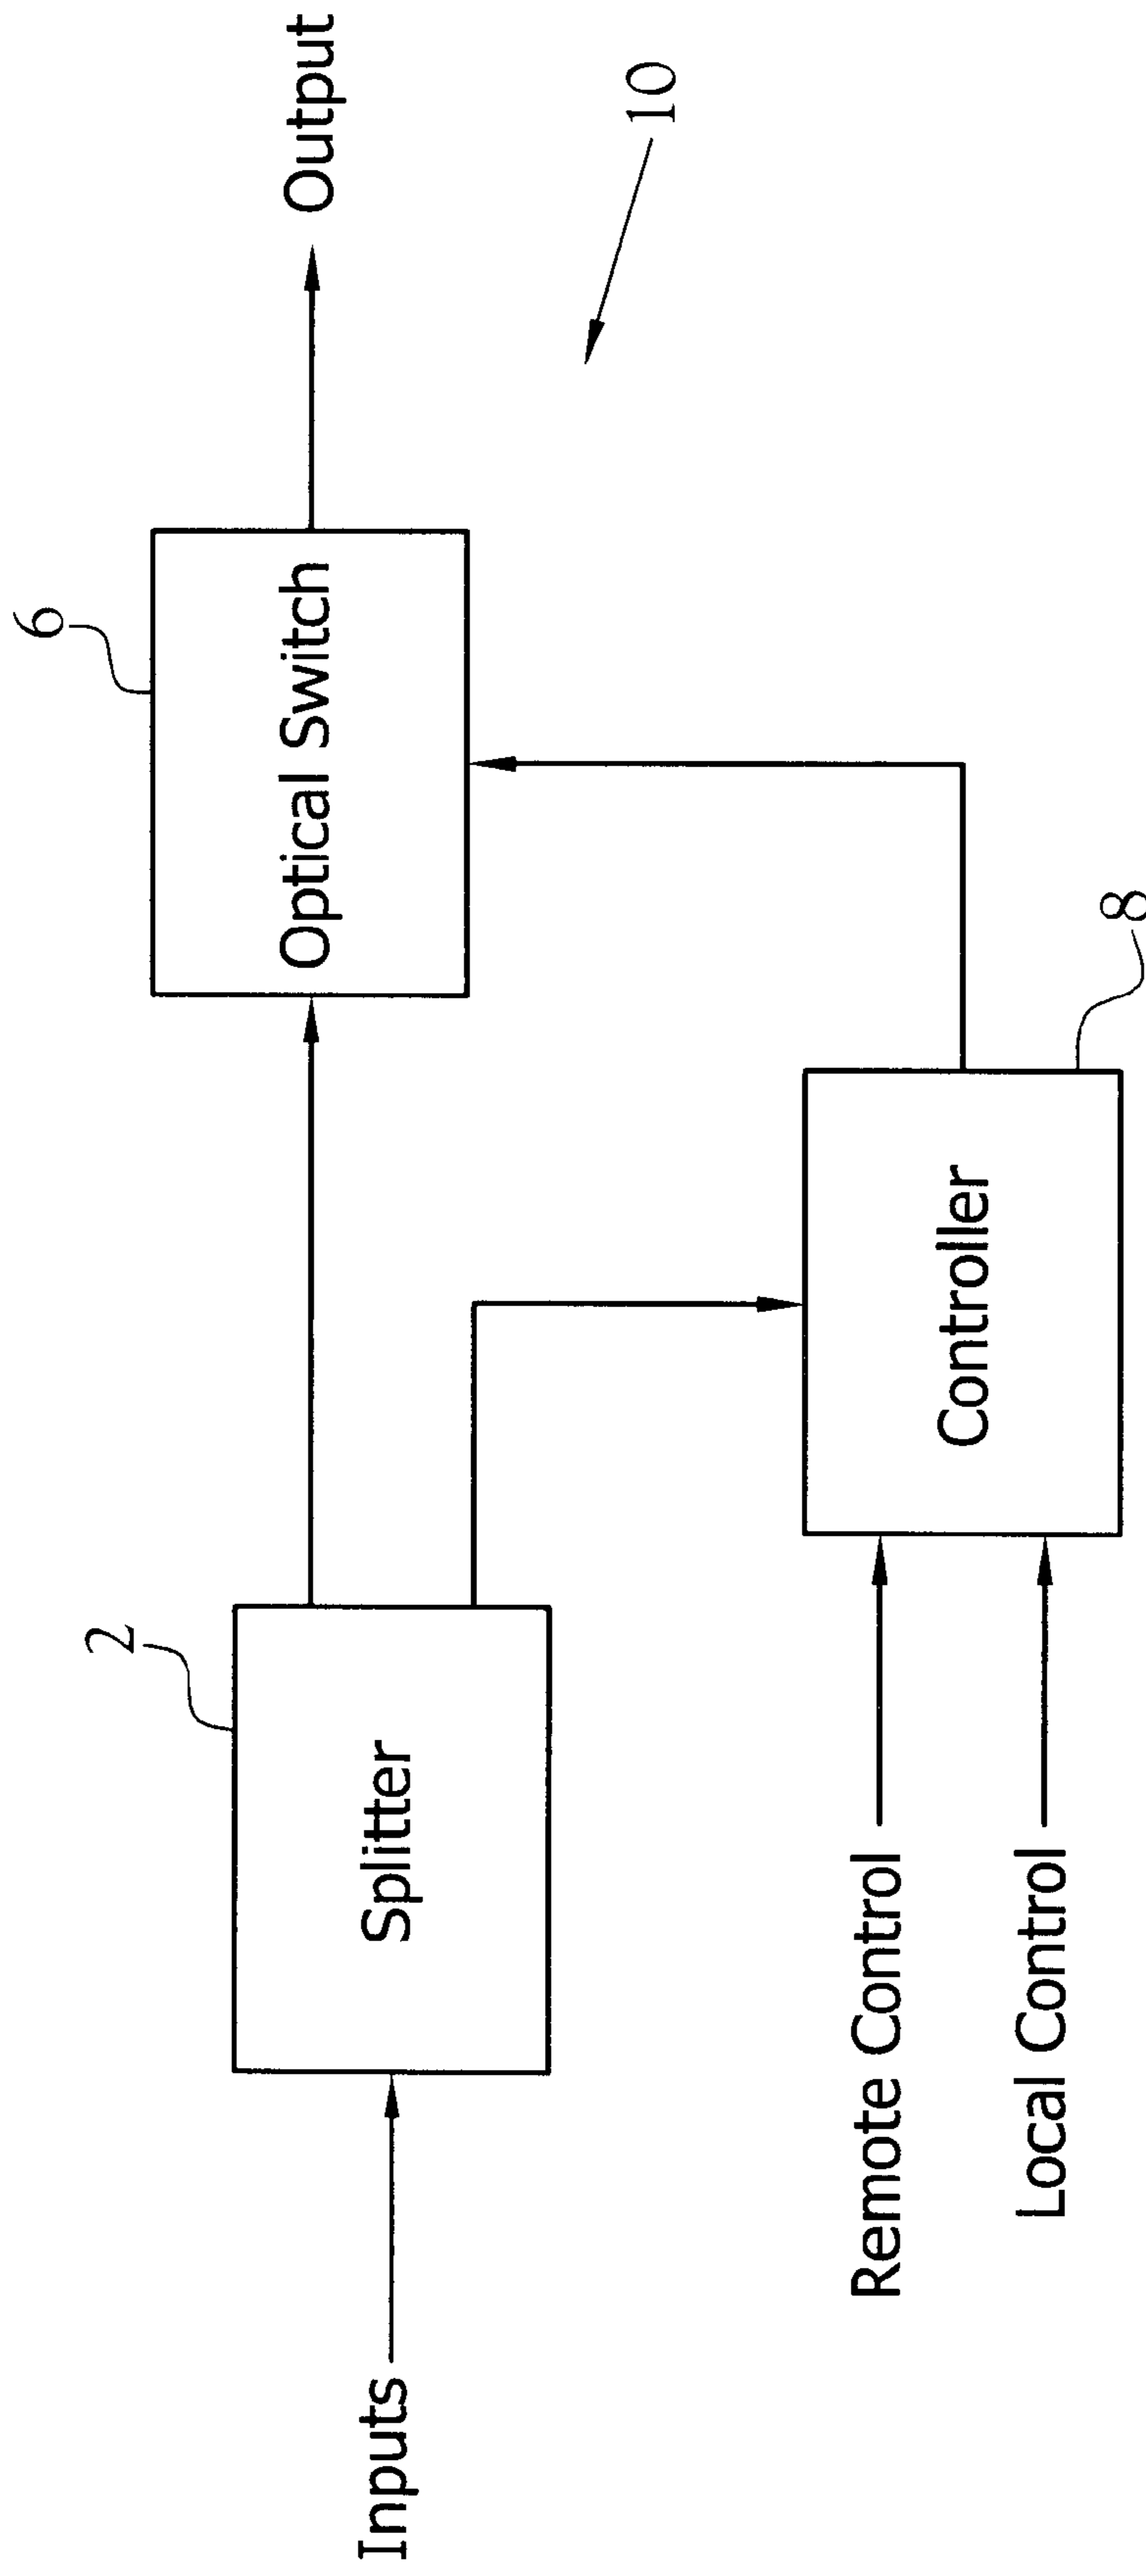 Inputs
2
Splitter
6
Optical Switch
Output
10
Remote Control
Local Control
Controller
8